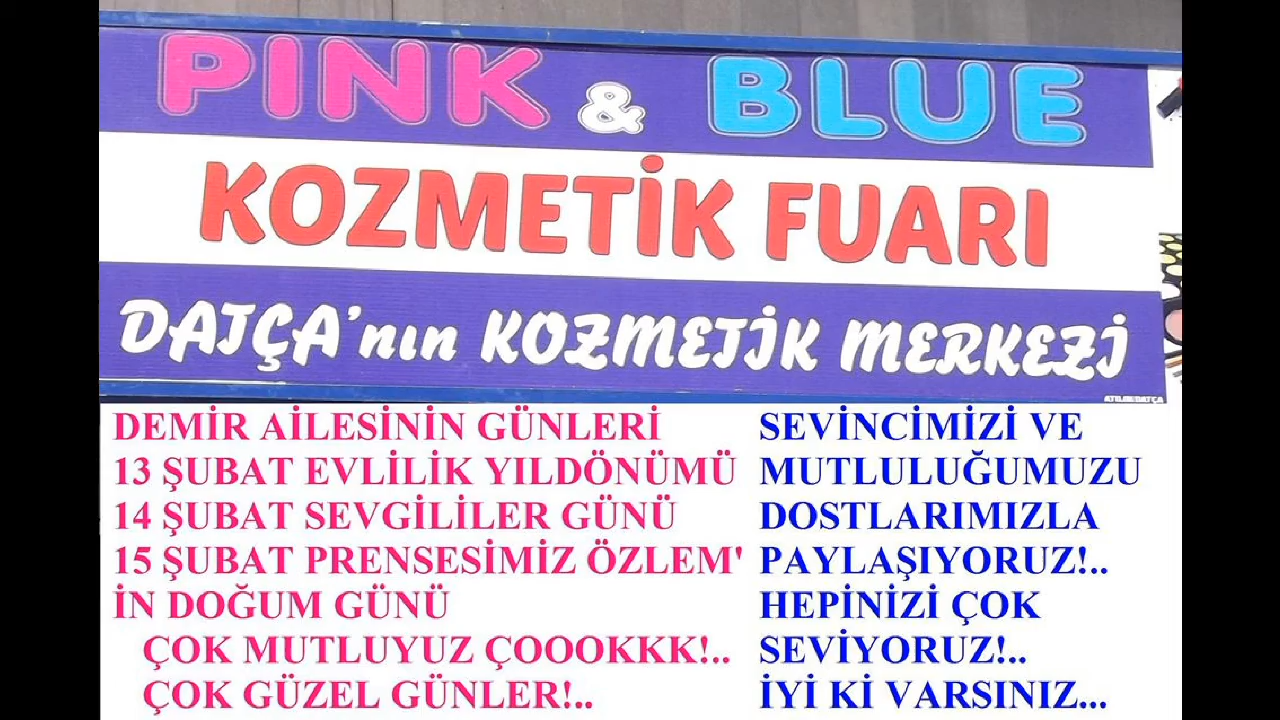 PINK & BLUE
KOZMETİK FUARI
DATÇA'nın KOZMETİK MERKEZİ
DEMİR AİLESİNİN GÜNLERİ
13 ŞUBAT EVLİLİK YILDÖNÜMÜ
14 ŞUBAT SEVGİLİLER GÜNÜ
15 ŞUBAT PRENSESİMİZ ÖZLEM'
İN DOĞUM GÜNÜ
ÇOK MUTLUYUZ ÇOOOKKK!..
ÇOK GÜZEL GÜNLER!..
SEVİNCİMİZİ VE
MUTLULUĞUMUZU
DOSTLARIMIZLA
PAYLAŞIYORUZ!..
HEPİNİZİ ÇOK
SEVİYORUZ!..
İYİ Kİ VARSINIZ...